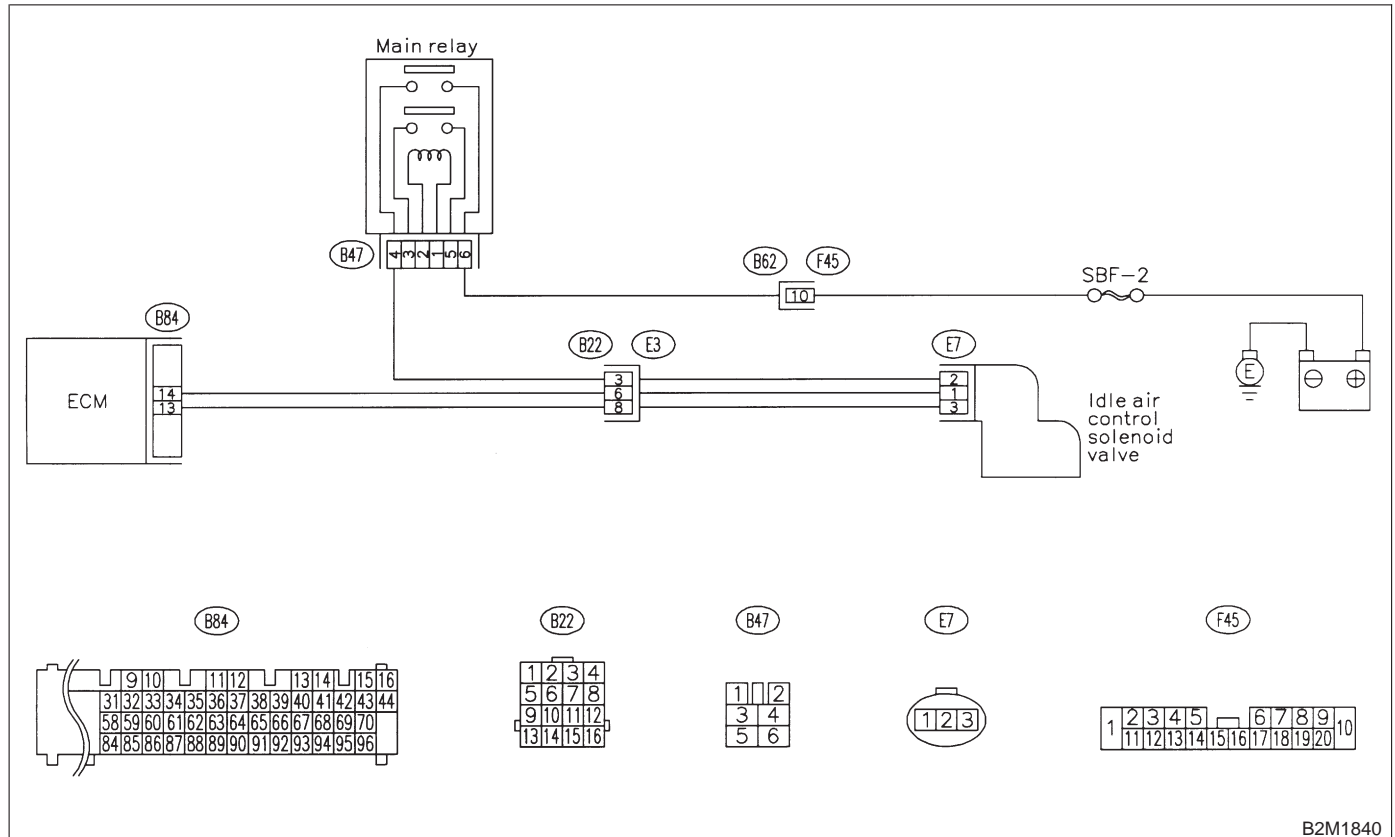 Main relay
B47
4 3 2 1 5 6
B62 F45
10
SBF-2
B84
ECM
14
13
B22 E3
3
6
8
E7
2
1
3
E
Idle air
control
solenoid
valve
B84
9 10 11 12 13 14 15 16
31 32 33 34 35 36 37 38 39 40 41 42 43 44
58 59 60 61 62 63 64 65 66 67 68 69 70
84 85 86 87 88 89 90 91 92 93 94 95 96
B22
1 2 3 4
5 6 7 8
9 10 11 12
13 14 15 16
B47
1 2
3 4
5 6
E7
1 2 3
F45
1 2 3 4 5 6 7 8 9 10
11 12 13 14 15 16 17 18 19 20
B2M1840